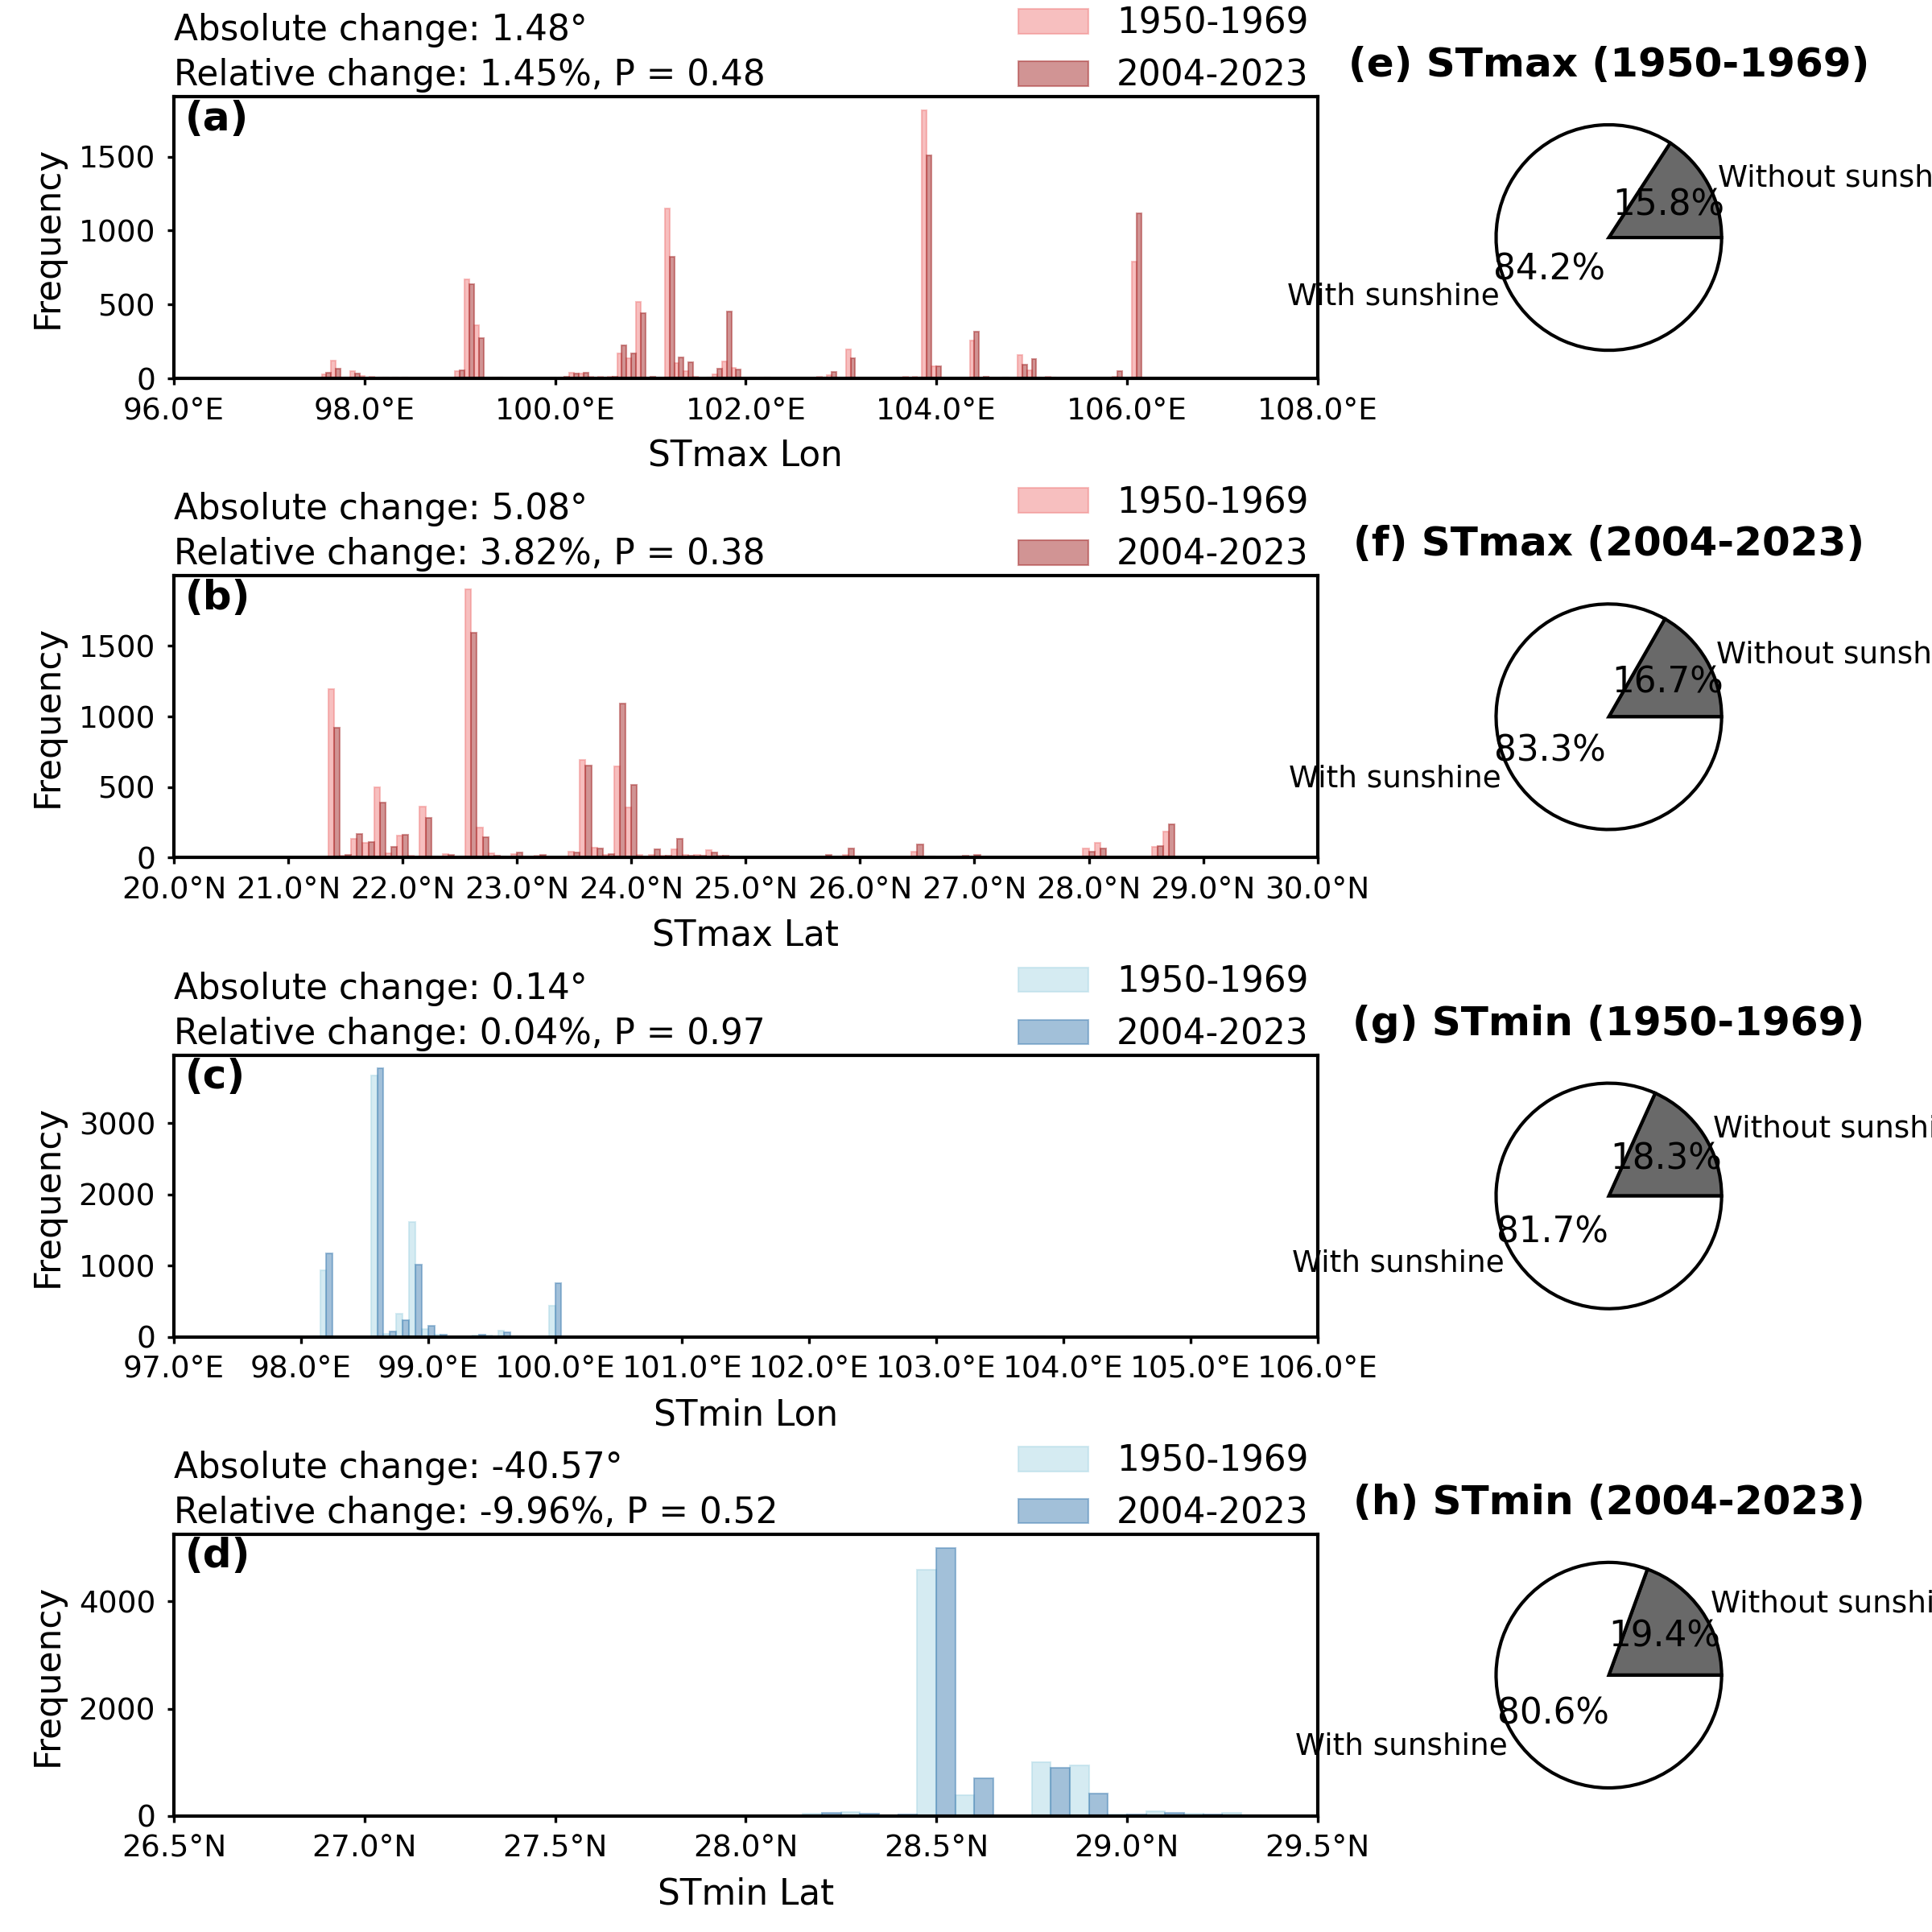 Absolute change: 1.48°
Relative change: 1.45%, P = 0.48
1950-1969
2004-2023
(a)
Frequency
1500
1000
500
0
96.0°E 98.0°E 100.0°E 102.0°E 104.0°E 106.0°E 108.0°E
STmax Lon
(e) STmax (1950-1969)
Without sunsh
15.8%
84.2%
With sunshine
Absolute change: 5.08°
Relative change: 3.82%, P = 0.38
1950-1969
2004-2023
(b)
Frequency
1500
1000
500
0
20.0°N 21.0°N 22.0°N 23.0°N 24.0°N 25.0°N 26.0°N 27.0°N 28.0°N 29.0°N 30.0°N
STmax Lat
(f) STmax (2004-2023)
Without sunsh
16.7%
83.3%
With sunshine
Absolute change: 0.14°
Relative change: 0.04%, P = 0.97
1950-1969
2004-2023
(c)
Frequency
3000
2000
1000
0
97.0°E 98.0°E 99.0°E 100.0°E 101.0°E 102.0°E 103.0°E 104.0°E 105.0°E 106.0°E
STmin Lon
(g) STmin (1950-1969)
Without sunshi
18.3%
81.7%
With sunshine
Absolute change: -40.57°
Relative change: -9.96%, P = 0.52
1950-1969
2004-2023
(d)
Frequency
4000
2000
0
26.5°N 27.0°N 27.5°N 28.0°N 28.5°N 29.0°N 29.5°N
STmin Lat
(h) STmin (2004-2023)
Without sunshi
19.4%
80.6%
With sunshine